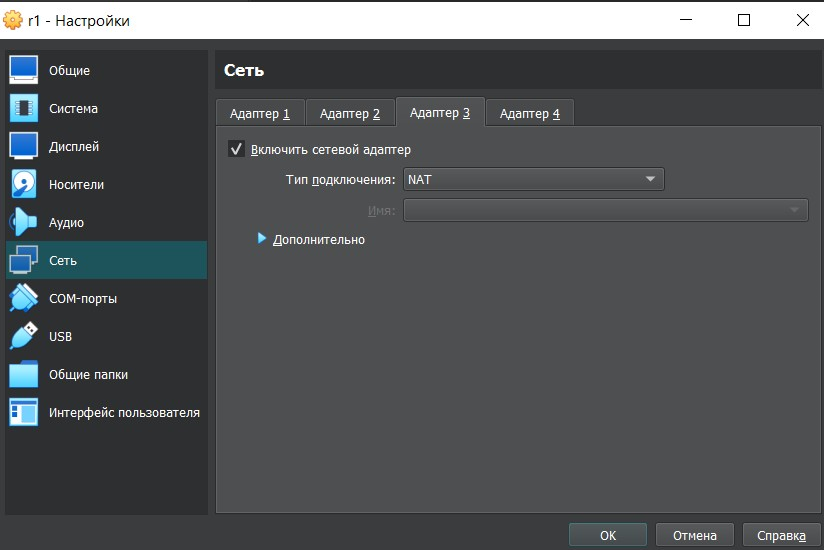 r1 - Настройки
Общие
Система
Дисплей
Носители
Аудио
Сеть
COM-порты
USB
Общие папки
Интерфейс пользователя
Сеть
Адаптер 1 Адаптер 2 Адаптер 3 Адаптер 4
Включить сетевой адаптер
Тип подключения: NAT
Имя:
Дополнительно
OK Отмена Справка